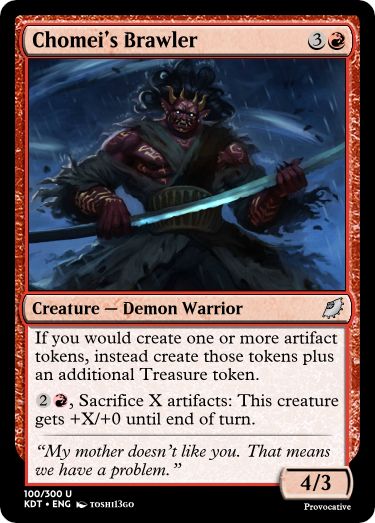 Chomei's Brawler 3
Creature — Demon Warrior
If you would create one or more artifact
tokens, instead create those tokens plus
an additional Treasure token.
2, Sacrifice X artifacts: This creature
gets +X/+0 until end of turn.
"My mother doesn't like you. That means
we have a problem."
4/3
100/300 U
KDT • ENG TOSH1l3GO
Provocative